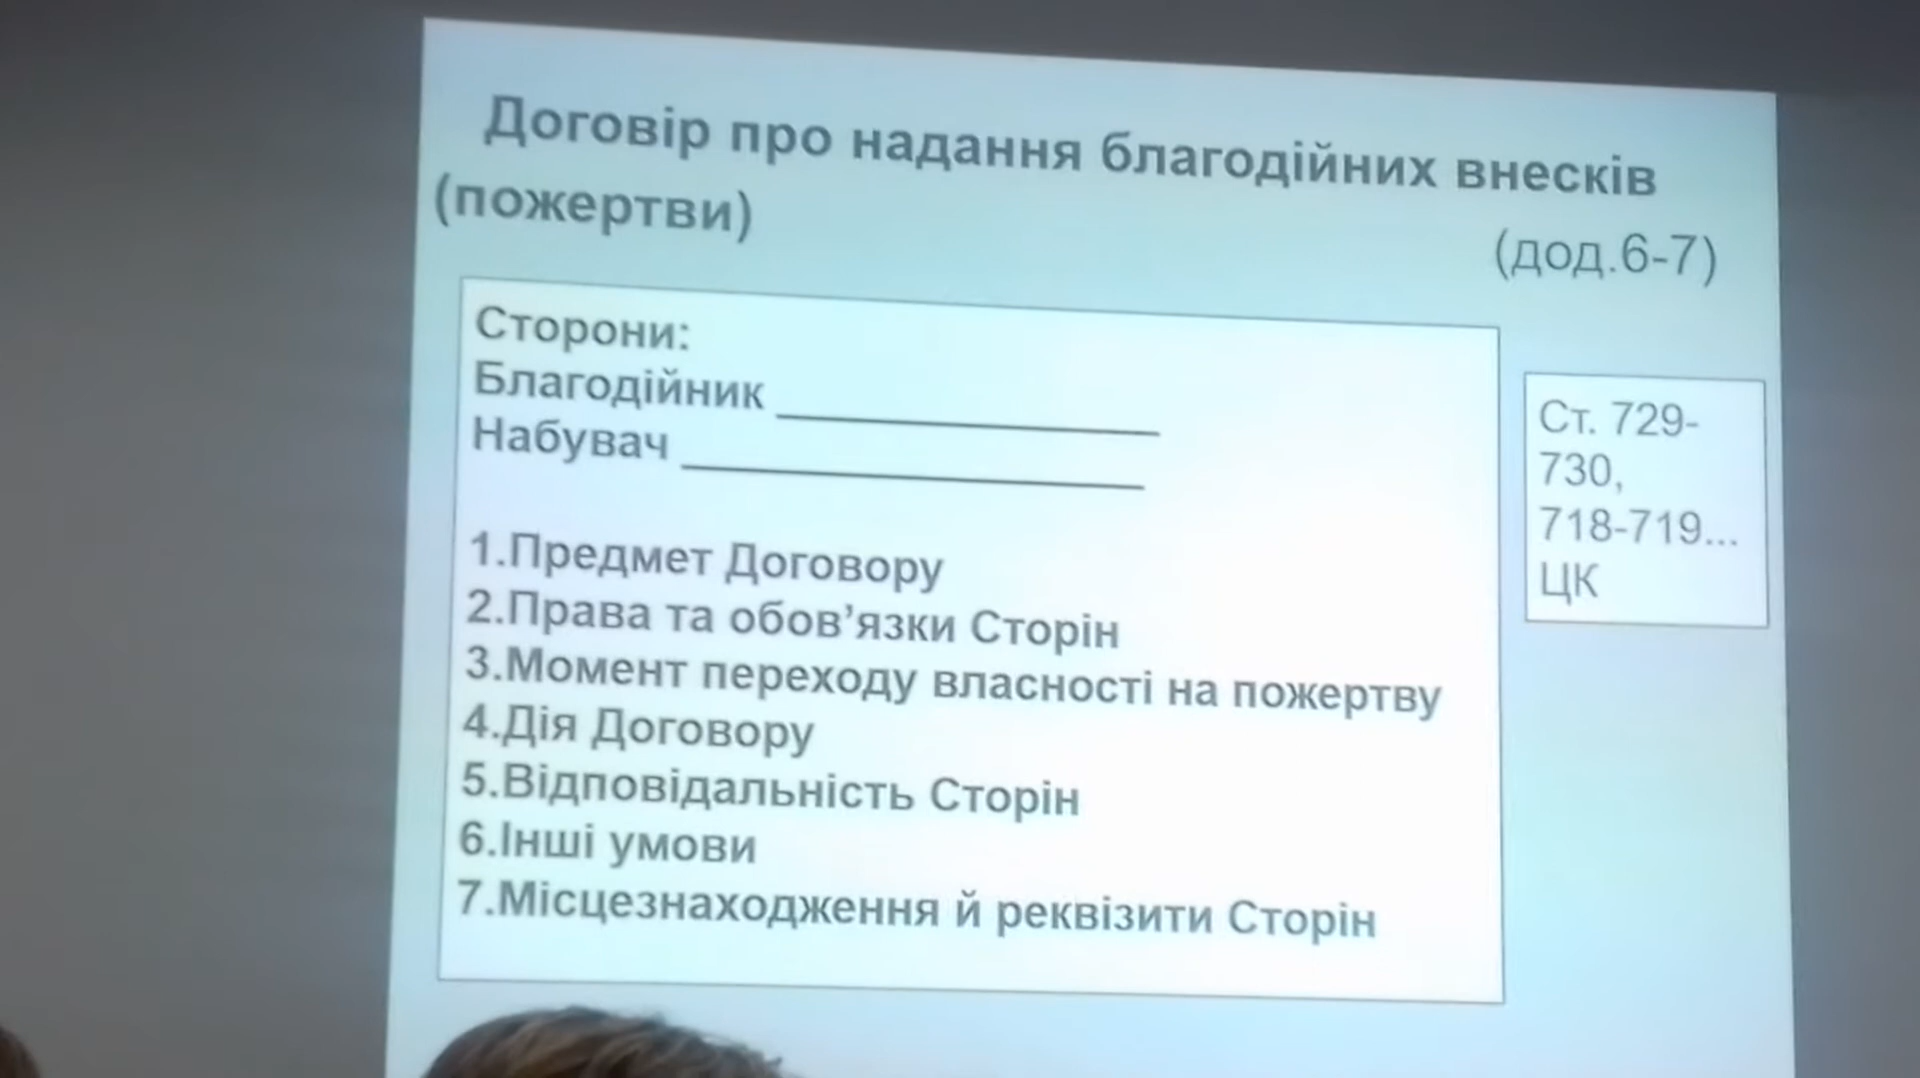 Договір про надання благодійних внесків
(пожертви)
(дод.6-7)
Сторони:
Благодійник _______________
Набувач __________________
1.Предмет Договору
2.Права та обов’язки Сторін
3.Момент переходу власності на пожертву
4.Дія Договору
5.Відповідальність Сторін
6.Інші умови
7.Місцезнаходження й реквізити Сторін
Ст. 729-
730,
718-719...
ЦК